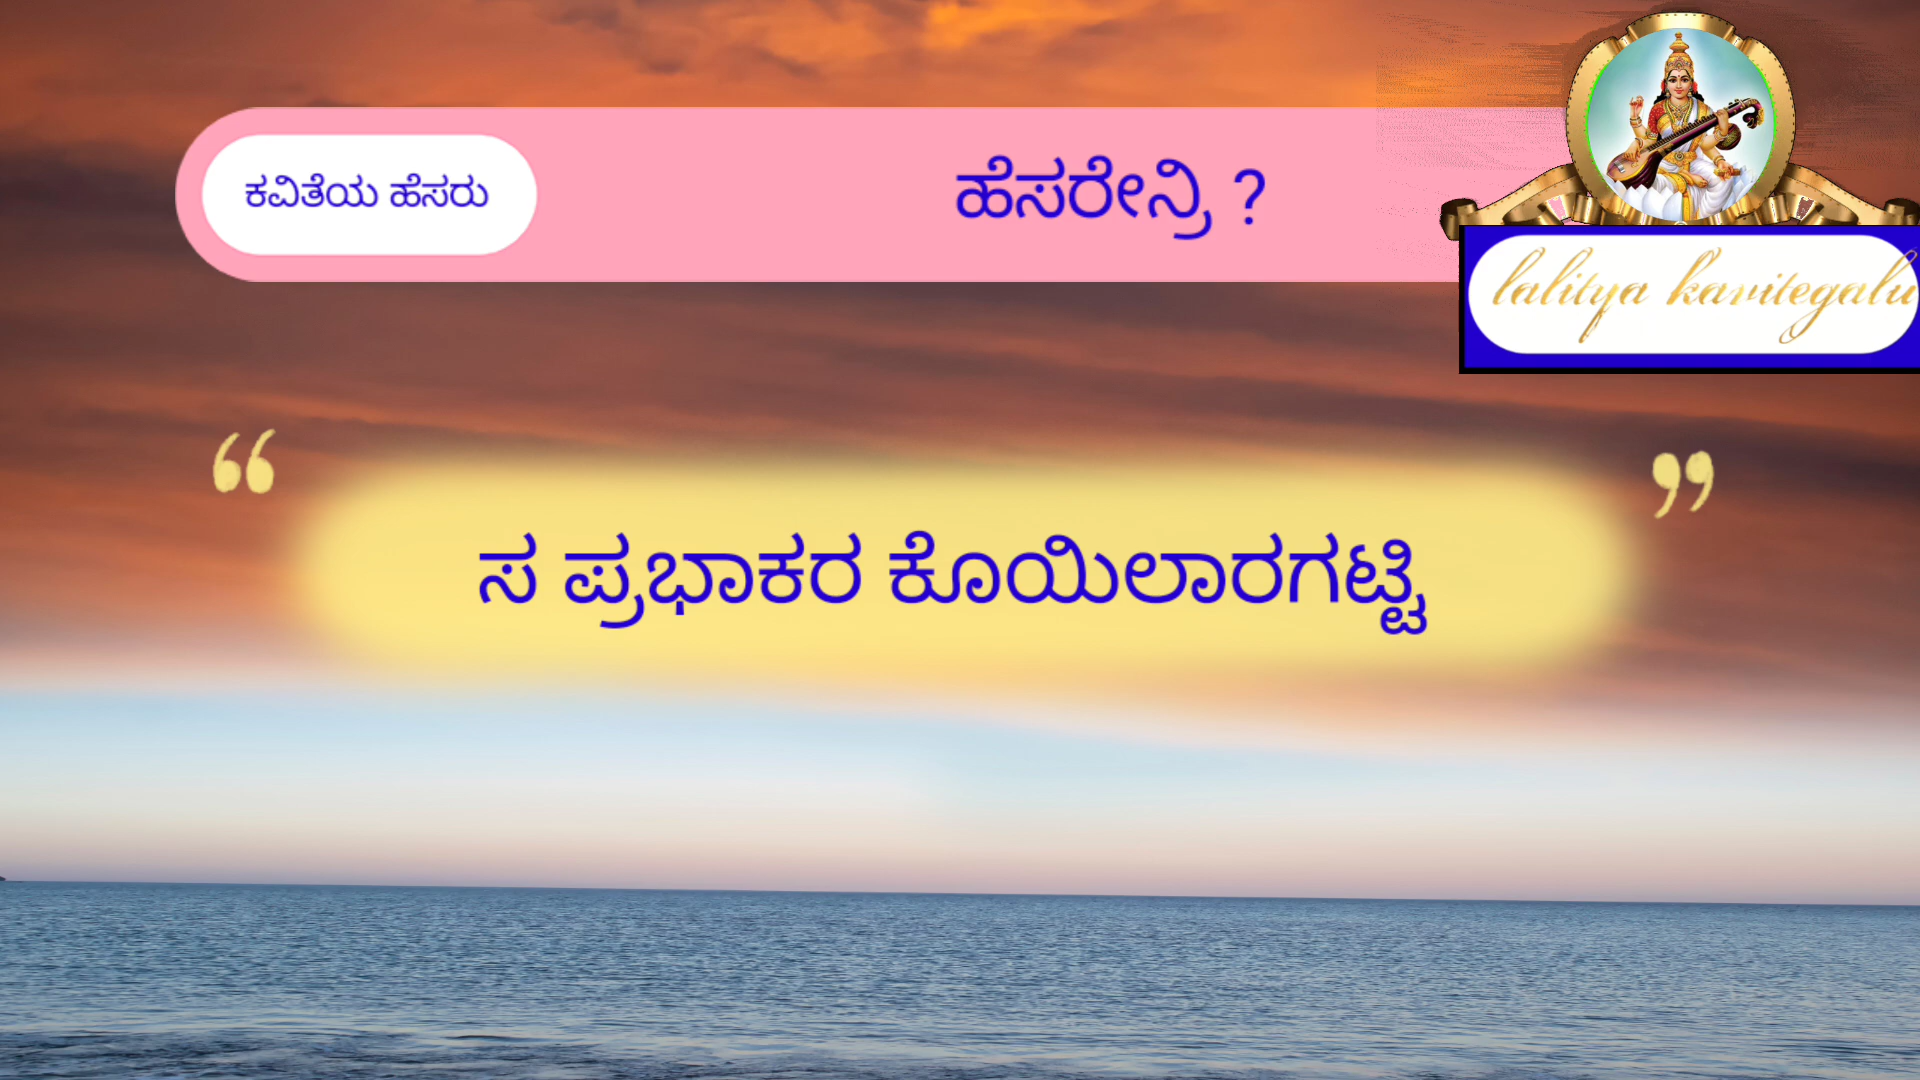 ಕವಿತೆಯ ಹೆಸರು
ಹೆಸರೇನ್ರಿ ?
lalitya kavitegalu
“ ಸ ಪ್ರಭಾಕರ ಕೊಯಿಲಾರಗಟ್ಟಿ ”